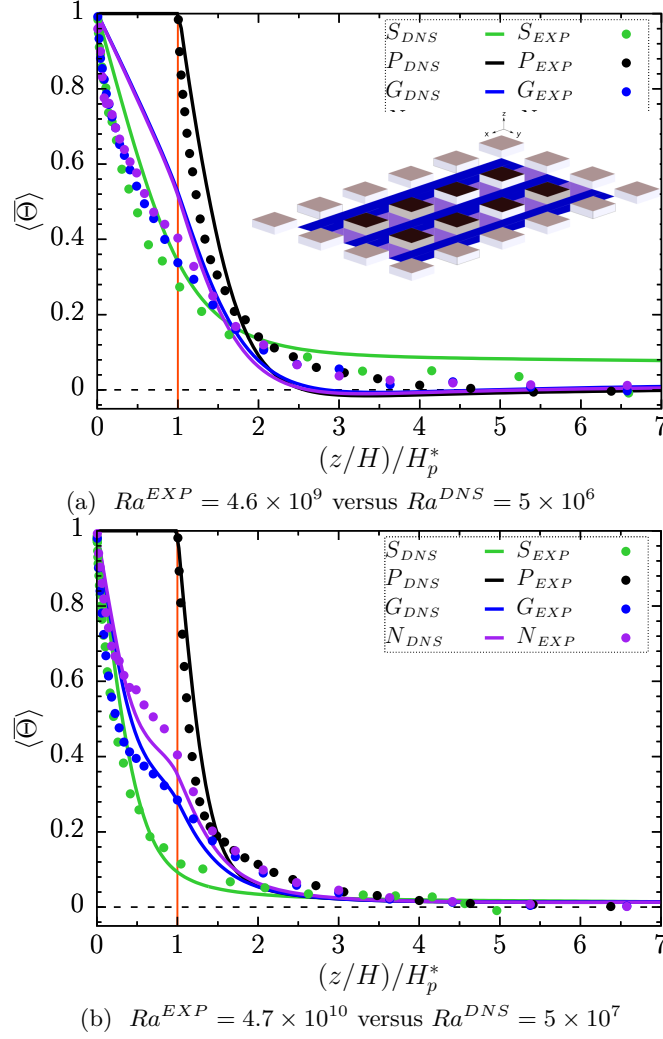 1
0.8
0.6
0.4
0.2
0
⟨Θ̅⟩
S_DNS S_EXP
P_DNS P_EXP
G_DNS G_EXP
z
x y
0 1 2 3 4 5 6 7
(z/H)/H_p^*
(a) Ra^{EXP} = 4.6 × 10^9 versus Ra^{DNS} = 5 × 10^6
1
0.8
0.6
0.4
0.2
0
⟨Θ̅⟩
S_DNS S_EXP
P_DNS P_EXP
G_DNS G_EXP
N_DNS N_EXP
0 1 2 3 4 5 6 7
(z/H)/H_p^*
(b) Ra^{EXP} = 4.7 × 10^{10} versus Ra^{DNS} = 5 × 10^7